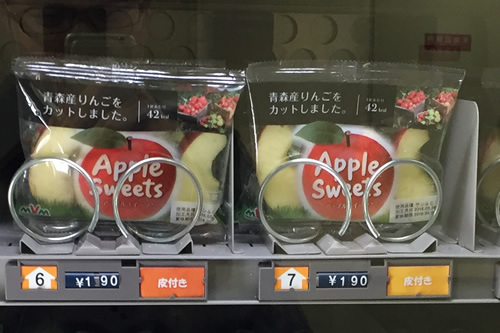 青森産りんごを
カットしました。
42kcal
Apple
Sweets
MVM
青森産りんごを
カットしました。
42kcal
Apple
Sweets
6
¥190
皮付き
7
¥190
皮付き